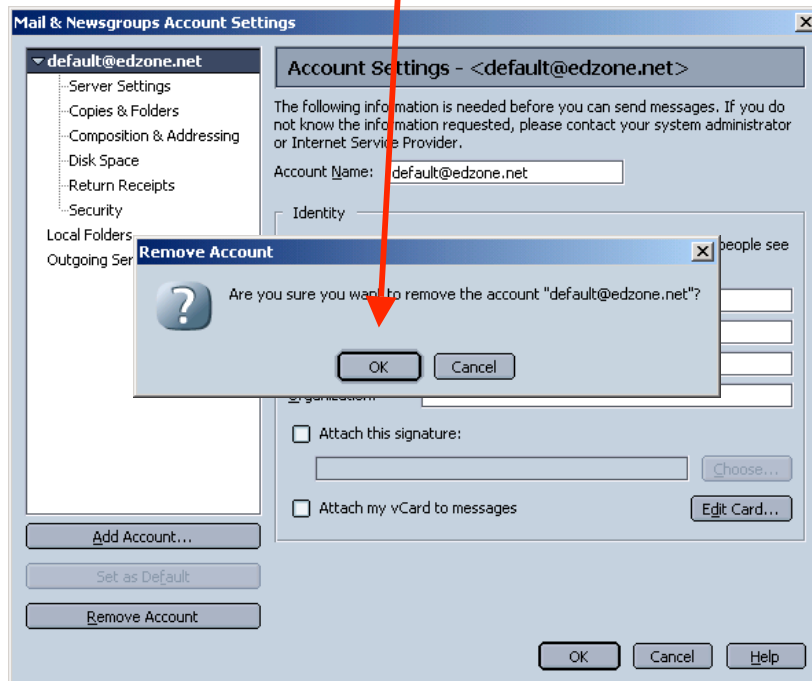 Mail & Newsgroups Account Settings
default@edzone.net
Server Settings
Copies & Folders
Composition & Addressing
Disk Space
Return Receipts
Security
Local Folders
Outgoing Ser
Account Settings - <default@edzone.net>
The following information is needed before you can send messages. If you do
not know the information requested, please contact your system administrator
or Internet Service Provider.
Account Name: default@edzone.net
Identity
people see
Remove Account
Are you sure you want to remove the account "default@edzone.net"?
OK
Cancel
Organization:
Attach this signature:
Choose...
Attach my vCard to messages
Edit Card...
Add Account...
Set as Default
Remove Account
OK
Cancel
Help